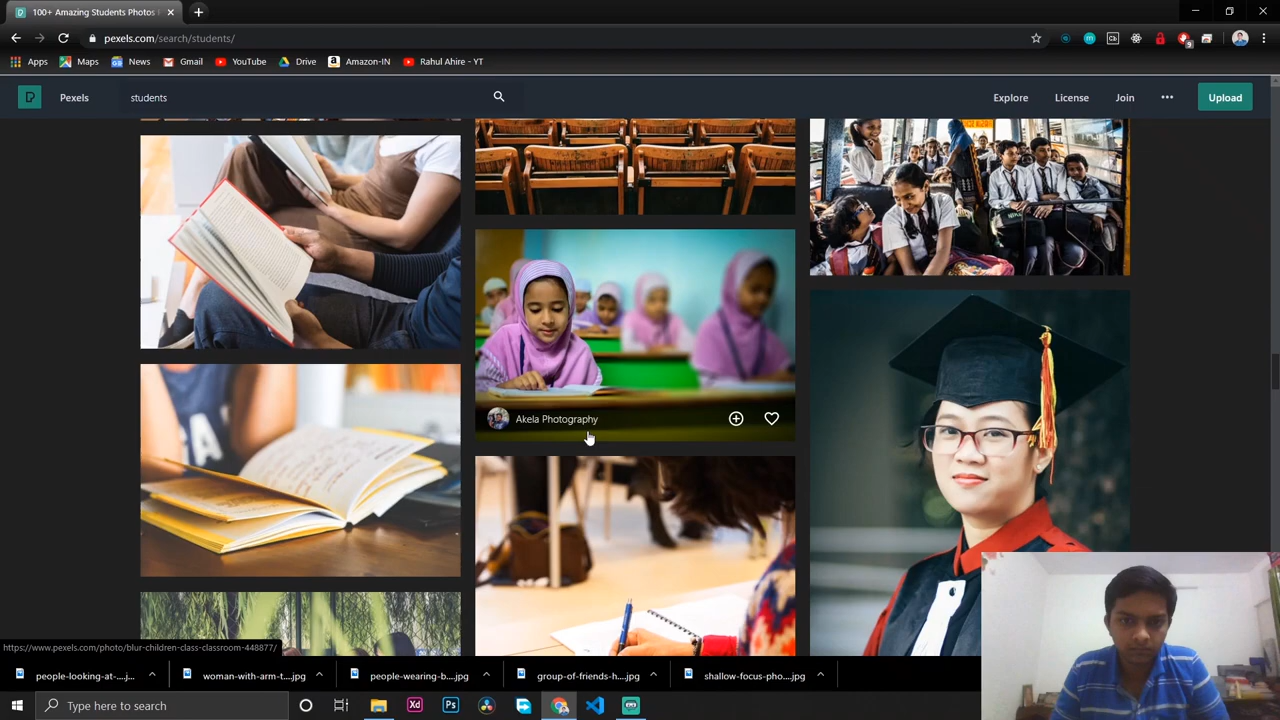 100+ Amazing Students Photos
pexels.com/search/students/
Apps
Maps
News
Gmail
YouTube
Drive
Amazon-IN
Rahul Ahire - YT
Pexels
students
Explore
License
Join
Upload
Akela Photography
https://www.pexels.com/photo/blur-children-class-classroom-448877/
people-looking-at-....j...
woman-with-arm-t....jpg
people-wearing-b....jpg
group-of-friends-h....jpg
shallow-focus-pho....jpg
Type here to search